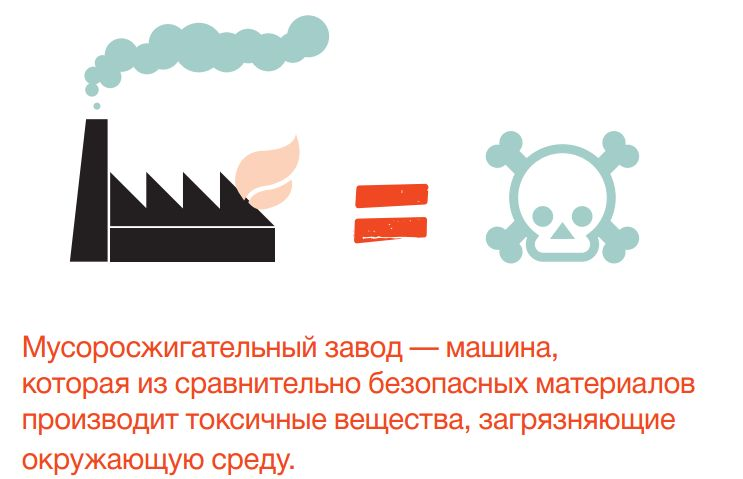 Мусоросжигательный завод — машина,
которая из сравнительно безопасных материалов
производит токсичные вещества, загрязняющие
окружающую среду.